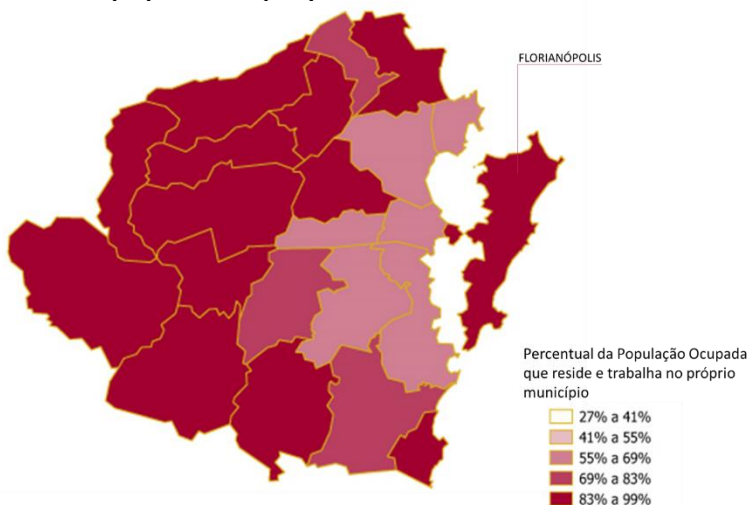 FLORIANÓPOLIS
Percentual da População Ocupada
que reside e trabalha no próprio
município
27% a 41%
41% a 55%
55% a 69%
69% a 83%
83% a 99%